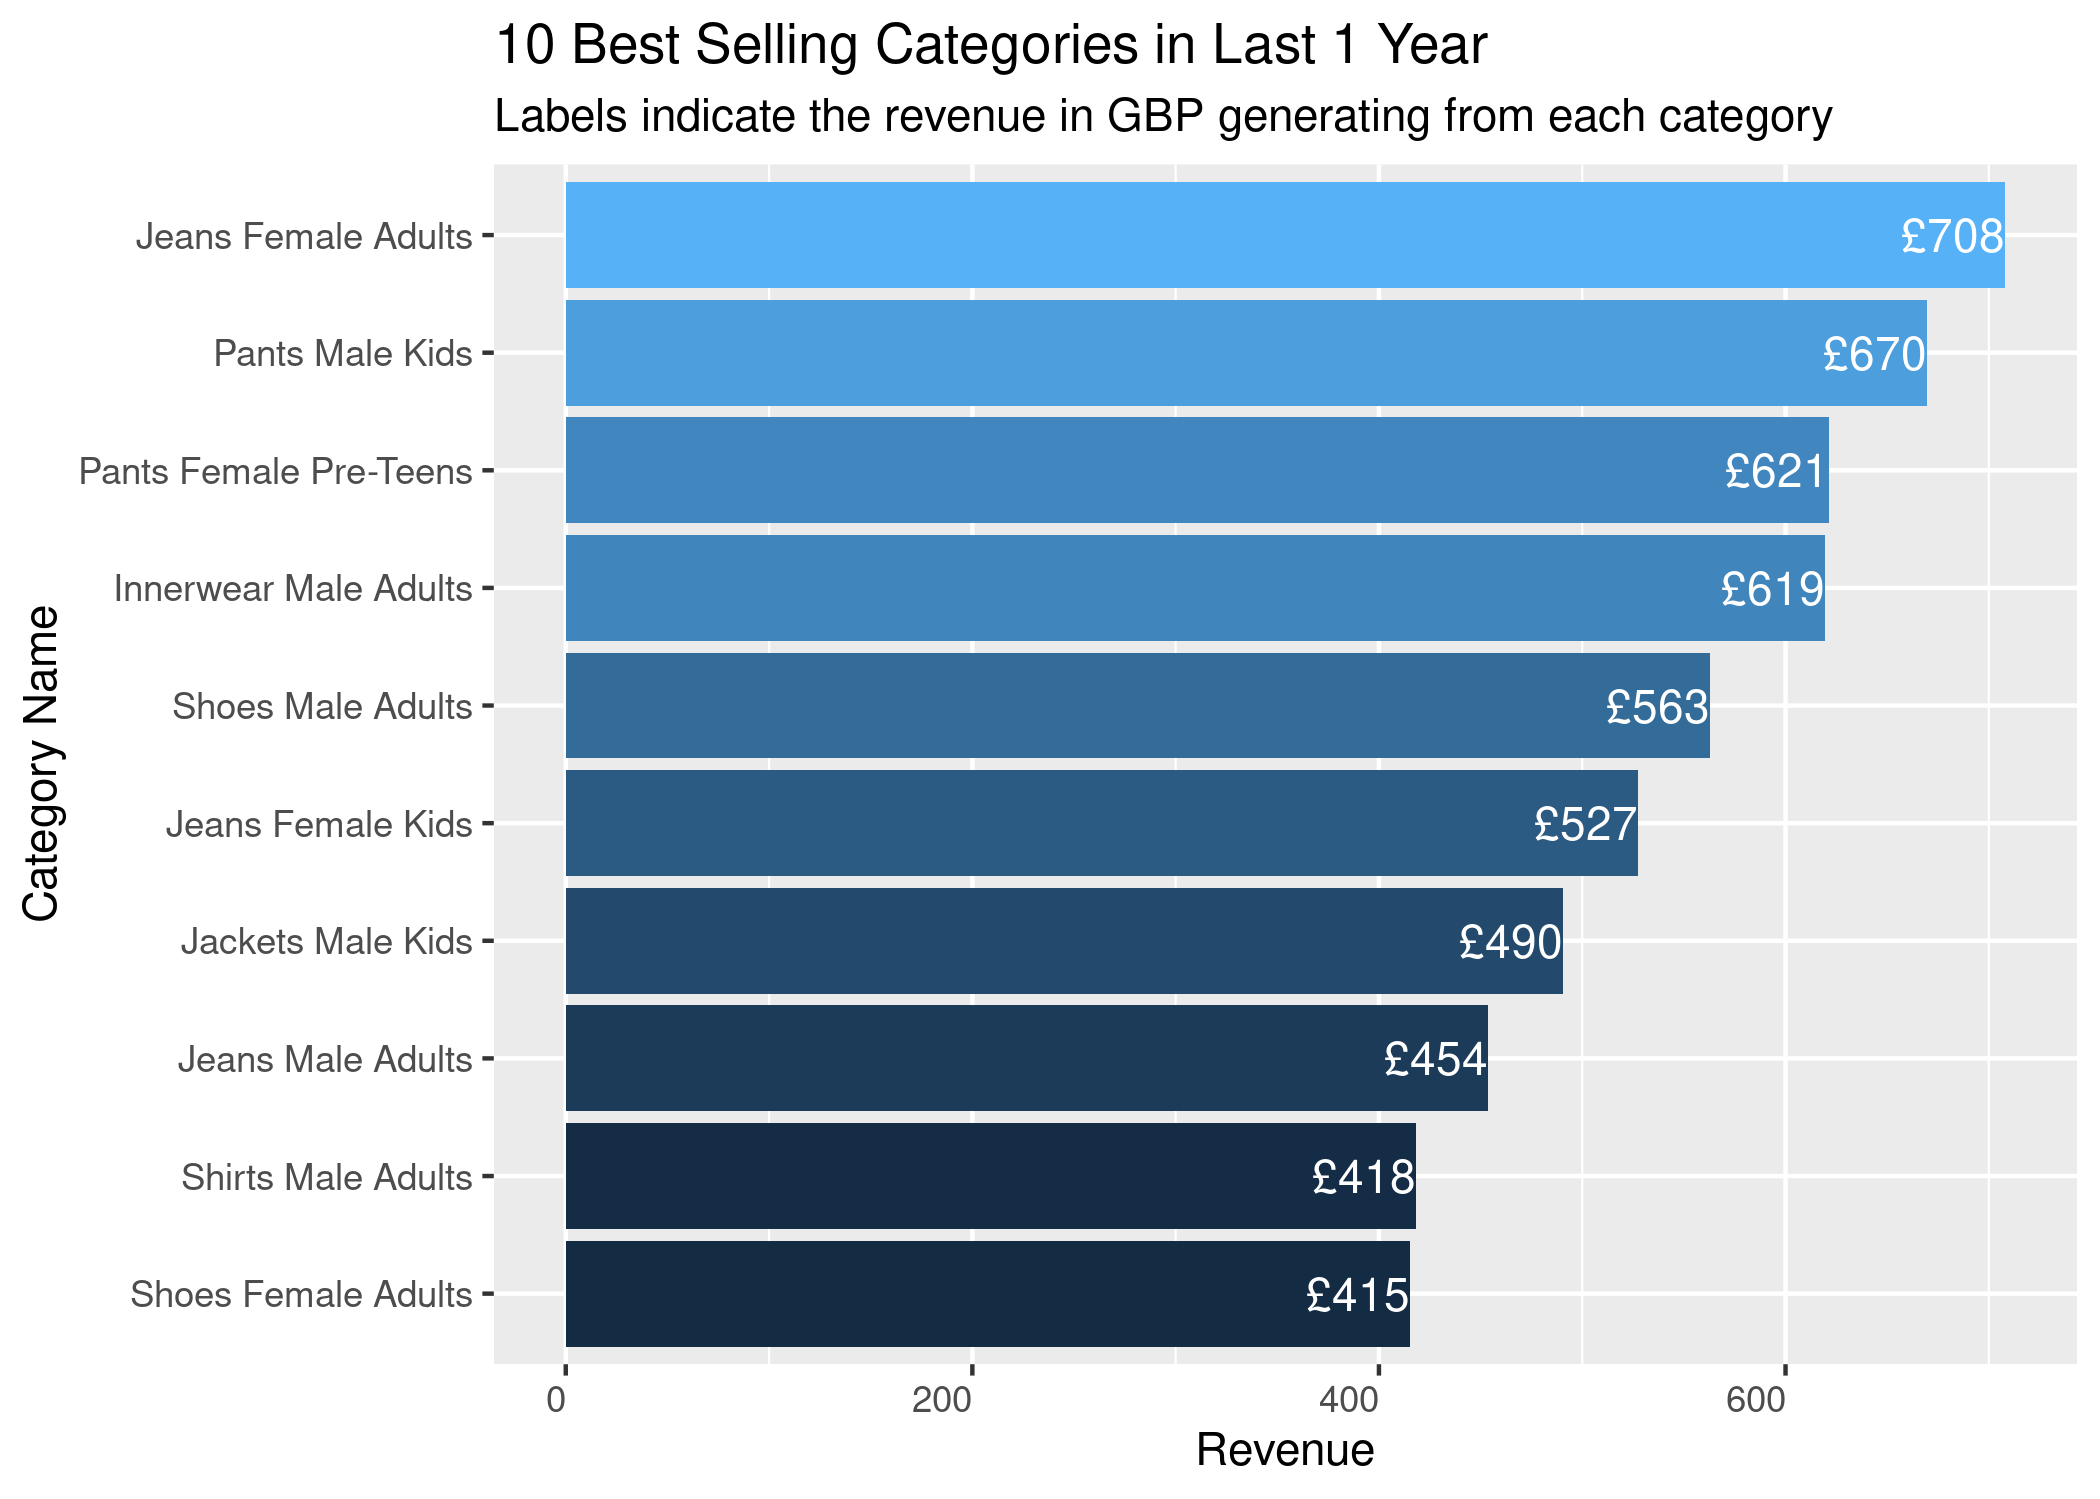 10 Best Selling Categories in Last 1 Year
Labels indicate the revenue in GBP generating from each category
Category Name
Jeans Female Adults £708
Pants Male Kids £670
Pants Female Pre-Teens £621
Innerwear Male Adults £619
Shoes Male Adults £563
Jeans Female Kids £527
Jackets Male Kids £490
Jeans Male Adults £454
Shirts Male Adults £418
Shoes Female Adults £415
0 200 400 600
Revenue